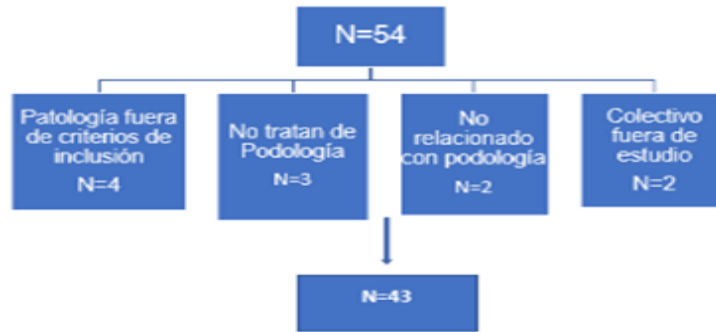 N=54
Patología fuera
de criterios de
inclusión
N=4
No tratan de
Podología
N=3
No
relacionado
con podología
N=2
Colectivo
fuera de
estudio
N=2
N=43